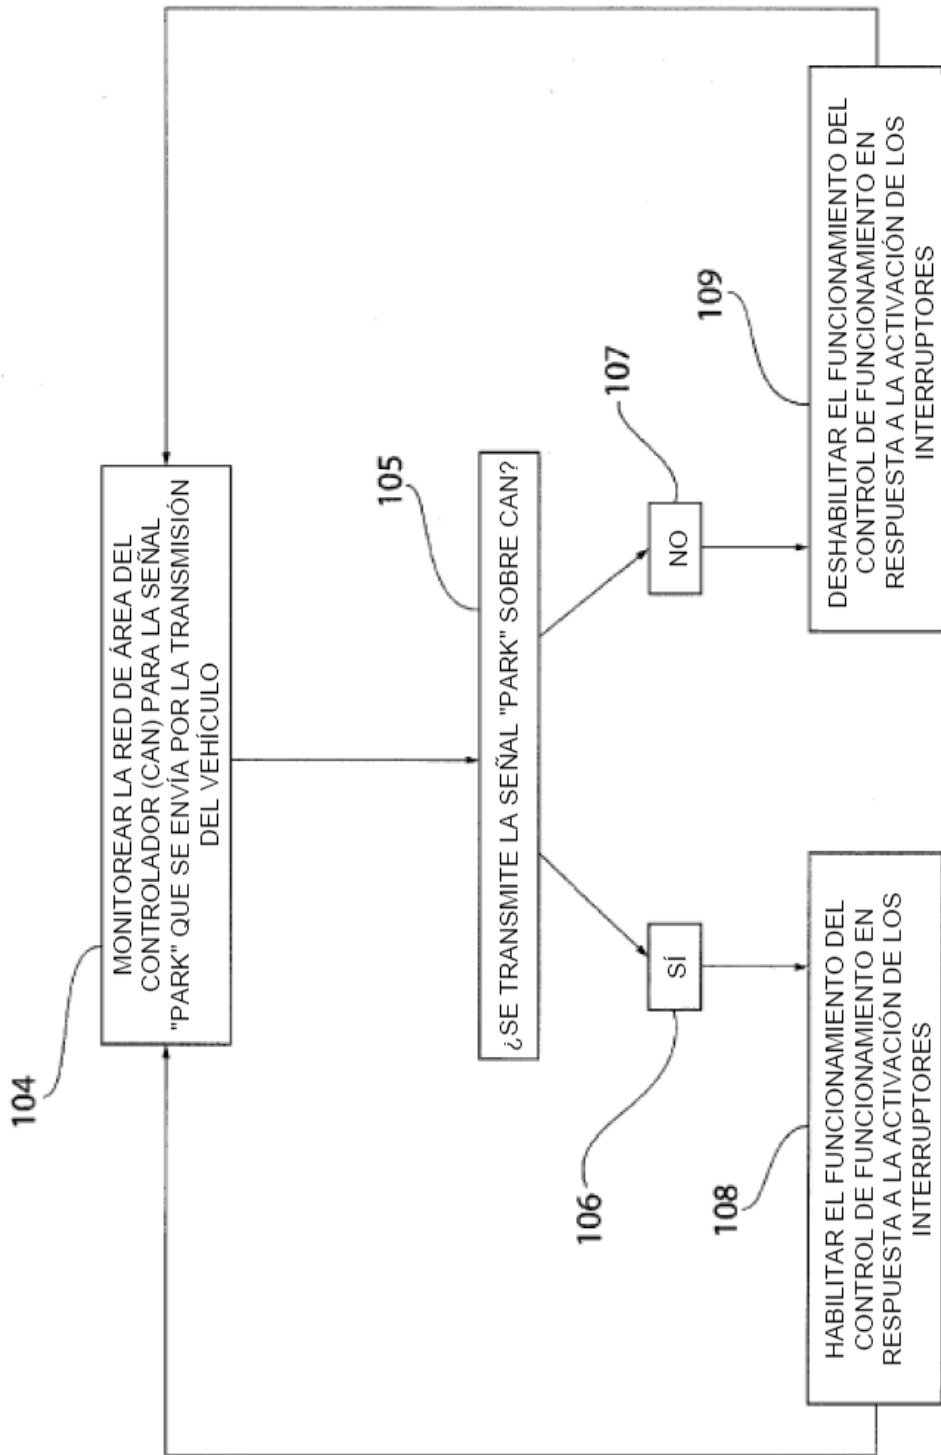 104
MONITOREAR LA RED DE ÁREA DEL
CONTROLADOR (CAN) PARA LA SEÑAL
"PARK" QUE SE ENVÍA POR LA TRANSMISIÓN
DEL VEHÍCULO
105
¿SE TRANSMITE LA SEÑAL "PARK" SOBRE CAN?
106
SÍ
NO
107
108
HABILITAR EL FUNCIONAMIENTO DEL
CONTROL DE FUNCIONAMIENTO EN
RESPUESTA A LA ACTIVACIÓN DE LOS
INTERRUPTORES
109
DESHABILITAR EL FUNCIONAMIENTO DEL
CONTROL DE FUNCIONAMIENTO EN
RESPUESTA A LA ACTIVACIÓN DE LOS
INTERRUPTORES